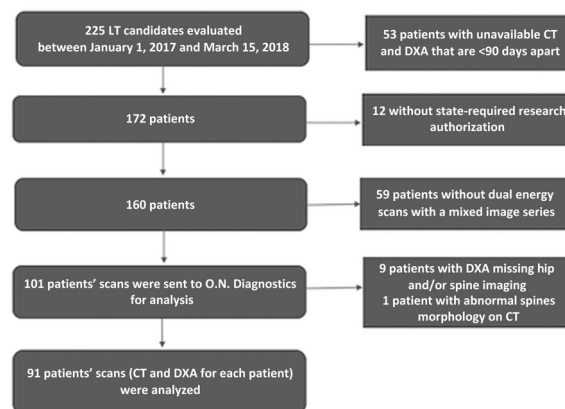 225 LT candidates evaluated
between January 1, 2017 and March 15, 2018
53 patients with unavailable CT
and DXA that are <90 days apart
172 patients
12 without state-required research
authorization
160 patients
59 patients without dual energy
scans with a mixed image series
101 patients' scans were sent to O.N. Diagnostics
for analysis
9 patients with DXA missing hip
and/or spine imaging
1 patient with abnormal spines
morphology on CT
91 patients' scans (CT and DXA for each patient)
were analyzed